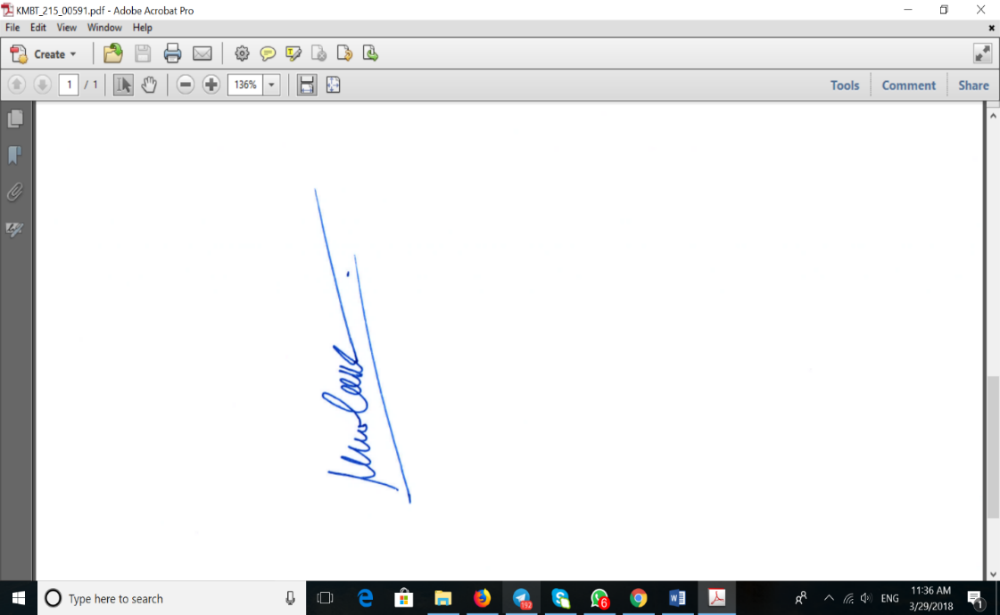 KMBT_215_00591.pdf - Adobe Acrobat Pro
File Edit View Window Help
Create
1 / 1 136% Tools Comment Share
Type here to search
192
6
ENG
11:36 AM
3/29/2018
1